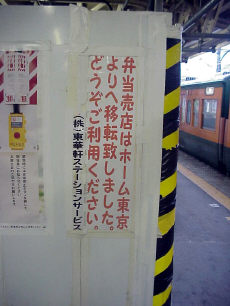 弁当売店はホーム東京
よりへ移転致しました。
どうぞご利用ください。
(株)東華軒ステーションサービス